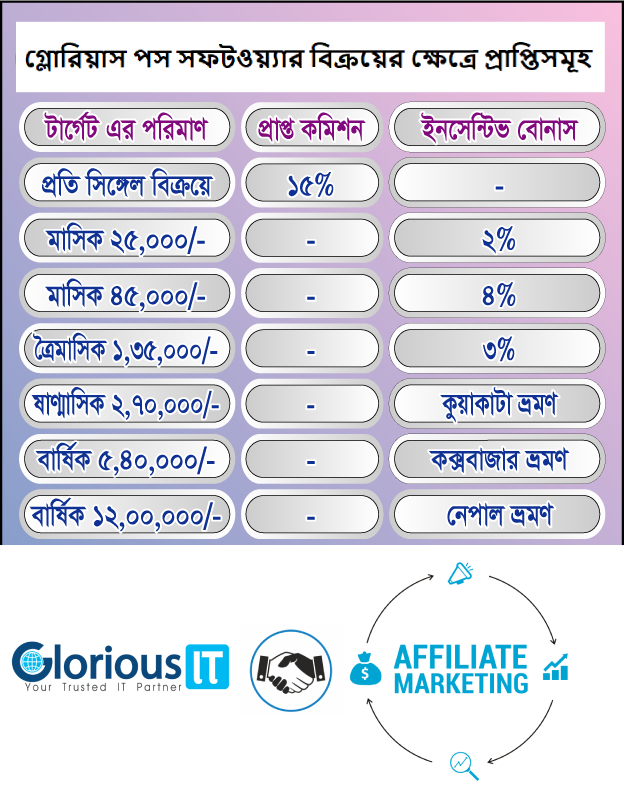 গ্লোরিয়াস পস সফটওয়্যার বিক্রয়ের ক্ষেত্রে প্রাপ্তিসমূহ
টার্গেট এর পরিমাণ প্রাপ্ত কমিশন ইনসেন্টিভ বোনাস
প্রতি সিঙ্গেল বিক্রয়ে ১৫% -
মাসিক ২৫,০০০/- - ২%
মাসিক ৪৫,০০০/- - ৪%
ত্রৈমাসিক ১,৩৫,০০০/- - ৩%
ষাণ্মাসিক ২,৭০,০০০/- - কুয়াকাটা ভ্রমণ
বার্ষিক ৫,৪০,০০০/- - কক্সবাজার ভ্রমণ
বার্ষিক ১২,০০,০০০/- - নেপাল ভ্রমণ
Glorious IT
Your Trusted IT Partner
$
AFFILIATE
MARKETING